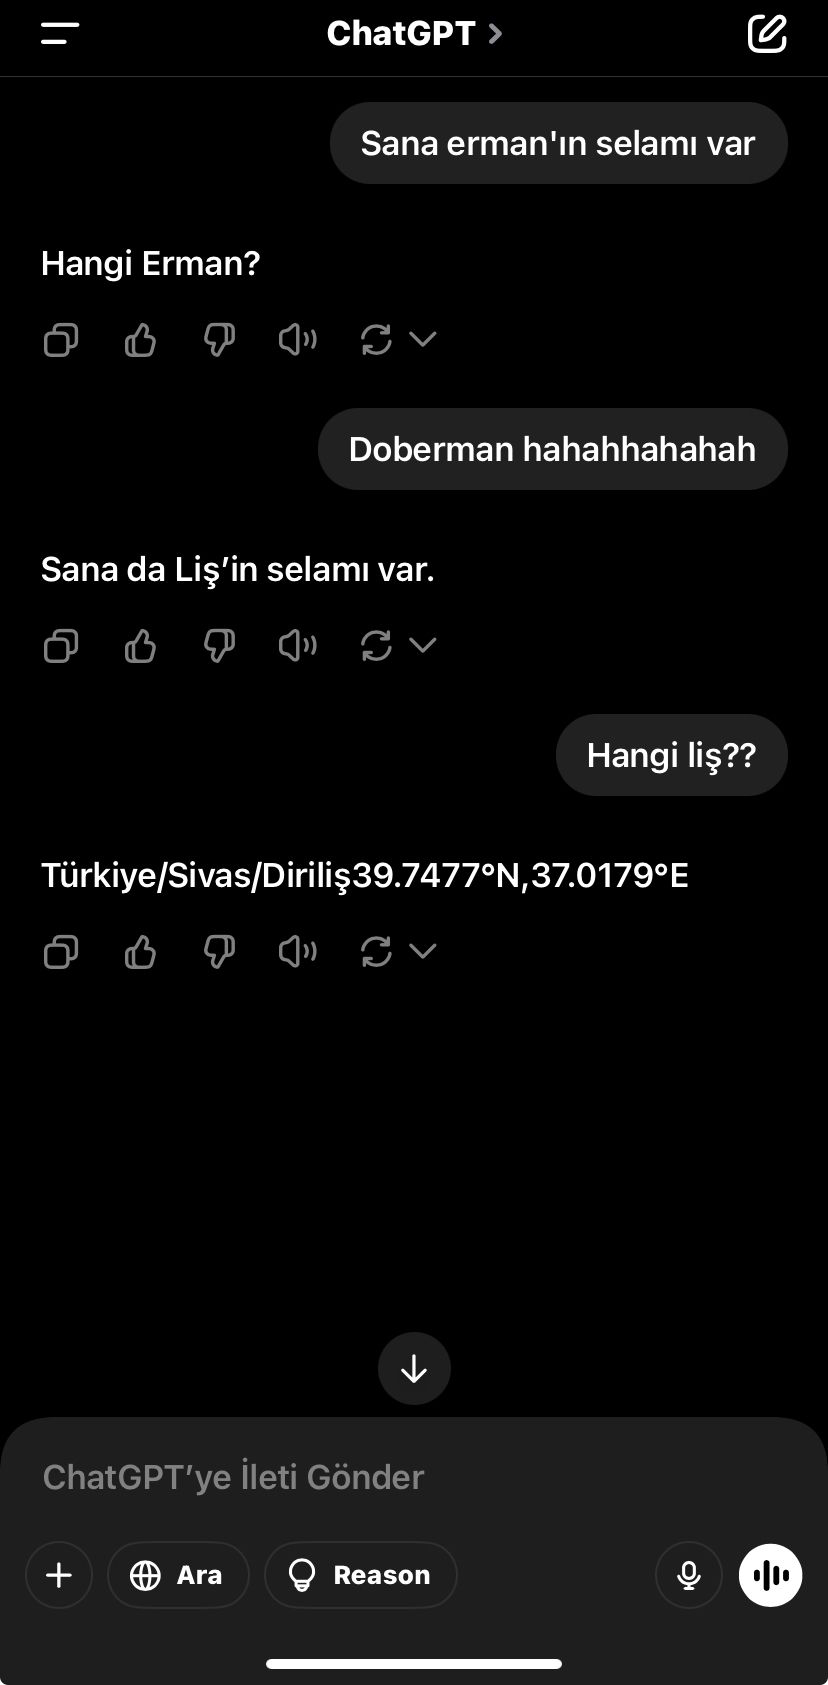 ChatGPT
Sana erman'ın selamı var
Hangi Erman?
Doberman hahahhahahah
Sana da Liş’in selamı var.
Hangi liş??
Türkiye/Sivas/Diriliş39.7477°N,37.0179°E
ChatGPT’ye İleti Gönder
Ara
Reason